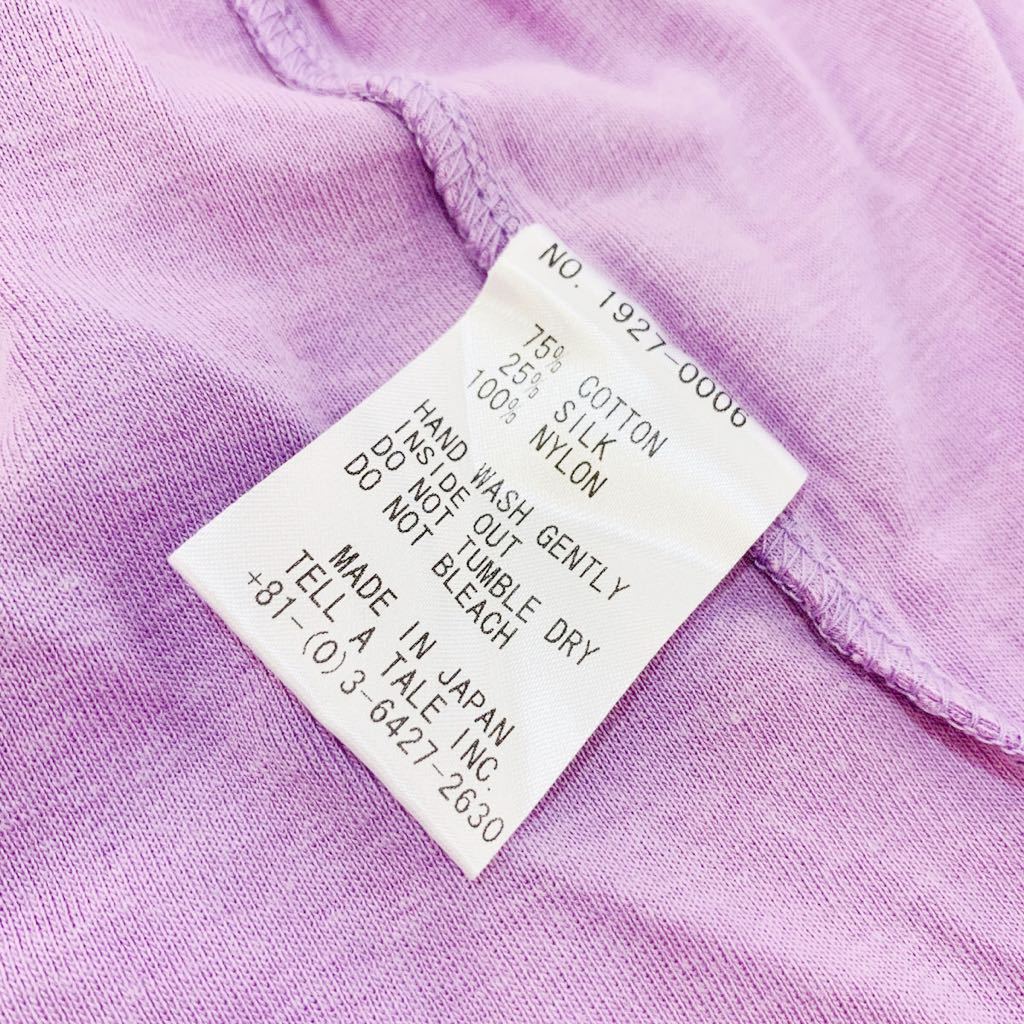 NO. 1927-0006
75% COTTON
25% SILK
100% NYLON
HAND WASH GENTLY
INSIDE OUT
DO NOT TUMBLE DRY
DO NOT BLEACH
MADE IN JAPAN
TELL A TALE INC.
+81-(0)3-6427-2630